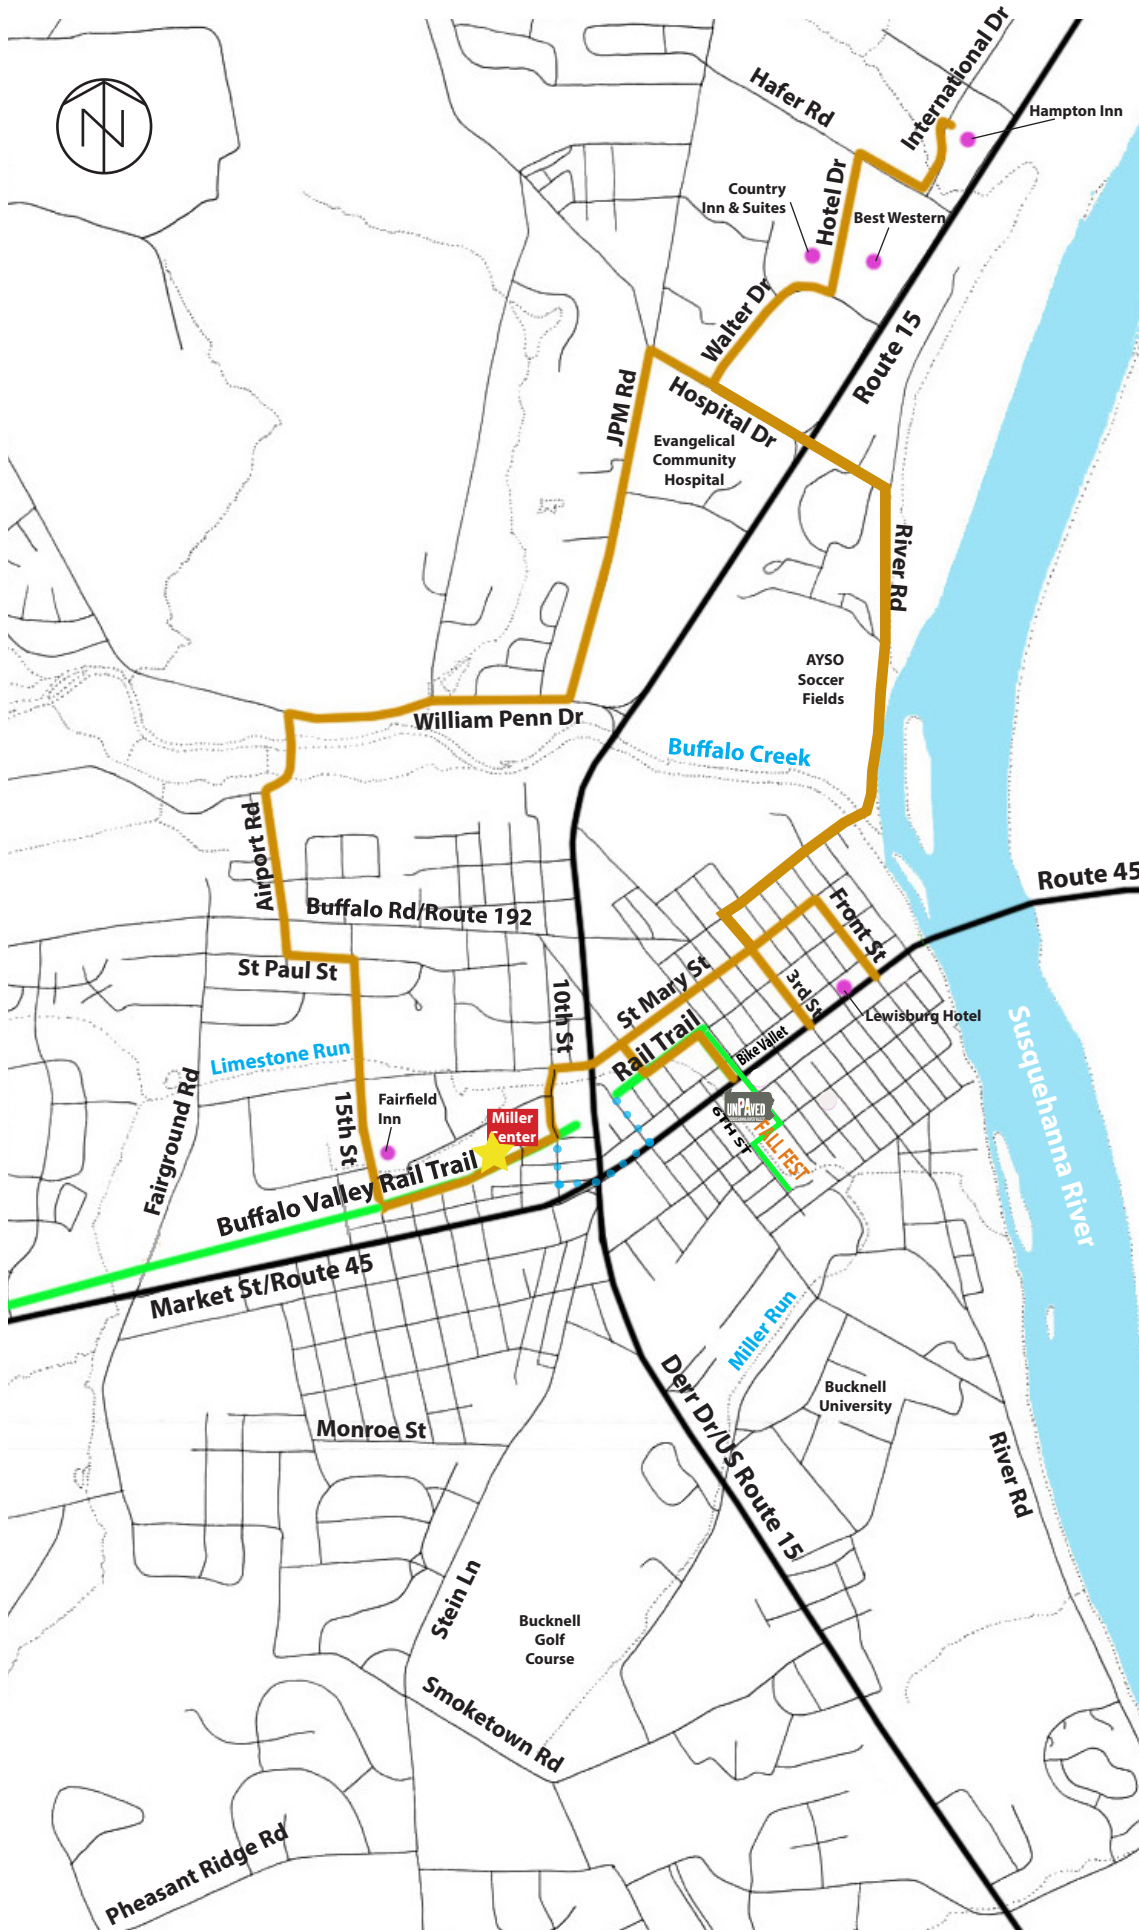 International Dr
Hafer Rd
Hampton Inn
N
Country
Inn & Suites
Hotel Dr
Best Western
Walter Dr
Route 15
JPM Rd
Hospital Dr
Evangelical
Community
Hospital
River Rd
AYSO
Soccer
Fields
William Penn Dr
Buffalo Creek
Airport Rd
Route 45
Buffalo Rd/Route 192
Front St
St Paul St
St Mary St
3rd St
10th St
Lewisburg Hotel
Susquehanna River
Limestone Run
Rail Trail
Bike Vallet
Fairground Rd
15th St
Fairfield
Inn
Miller
Center
UNPAVED
6TH ST
FALL FEST
Buffalo Valley Rail Trail
Market St/Route 45
Miller Run
Derr Dr/US Route 15
Bucknell
University
Monroe St
River Rd
Stein Ln
Bucknell
Golf
Course
Smoketown Rd
Pheasant Ridge Rd